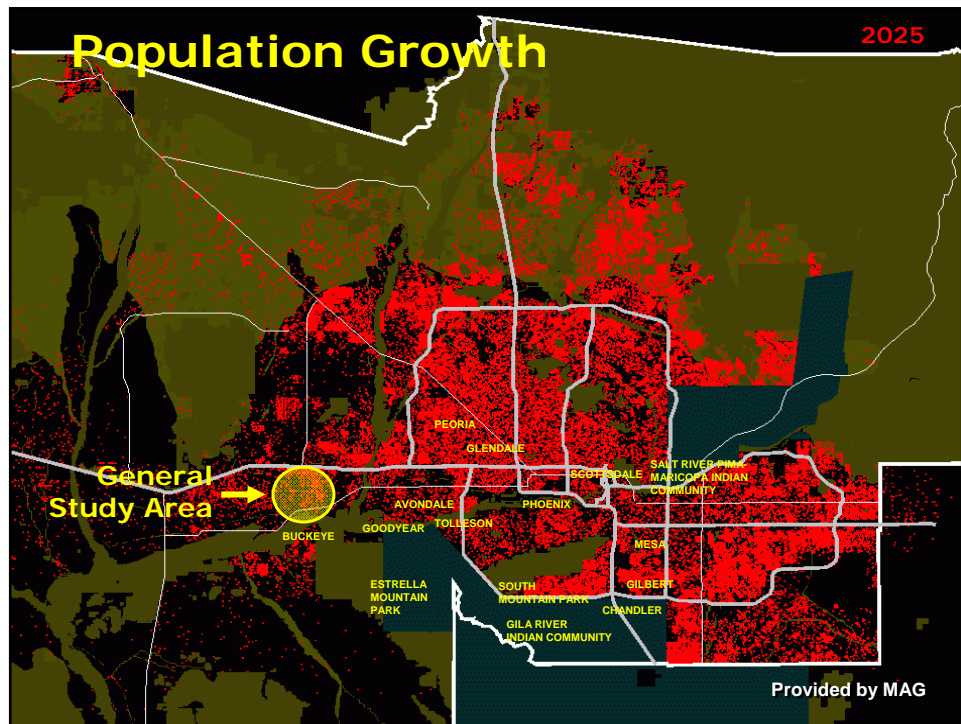 Population Growth
2025
PEORIA
GLENDALE
SCOTTSDALE
SALT RIVER PIMA-
MARICOPA INDIAN
COMMUNITY
General
Study Area
AVONDALE
PHOENIX
GOODYEAR
TOLLESON
BUCKEYE
MESA
ESTRELLA
MOUNTAIN
PARK
SOUTH
MOUNTAIN PARK
GILBERT
CHANDLER
GILA RIVER
INDIAN COMMUNITY
Provided by MAG